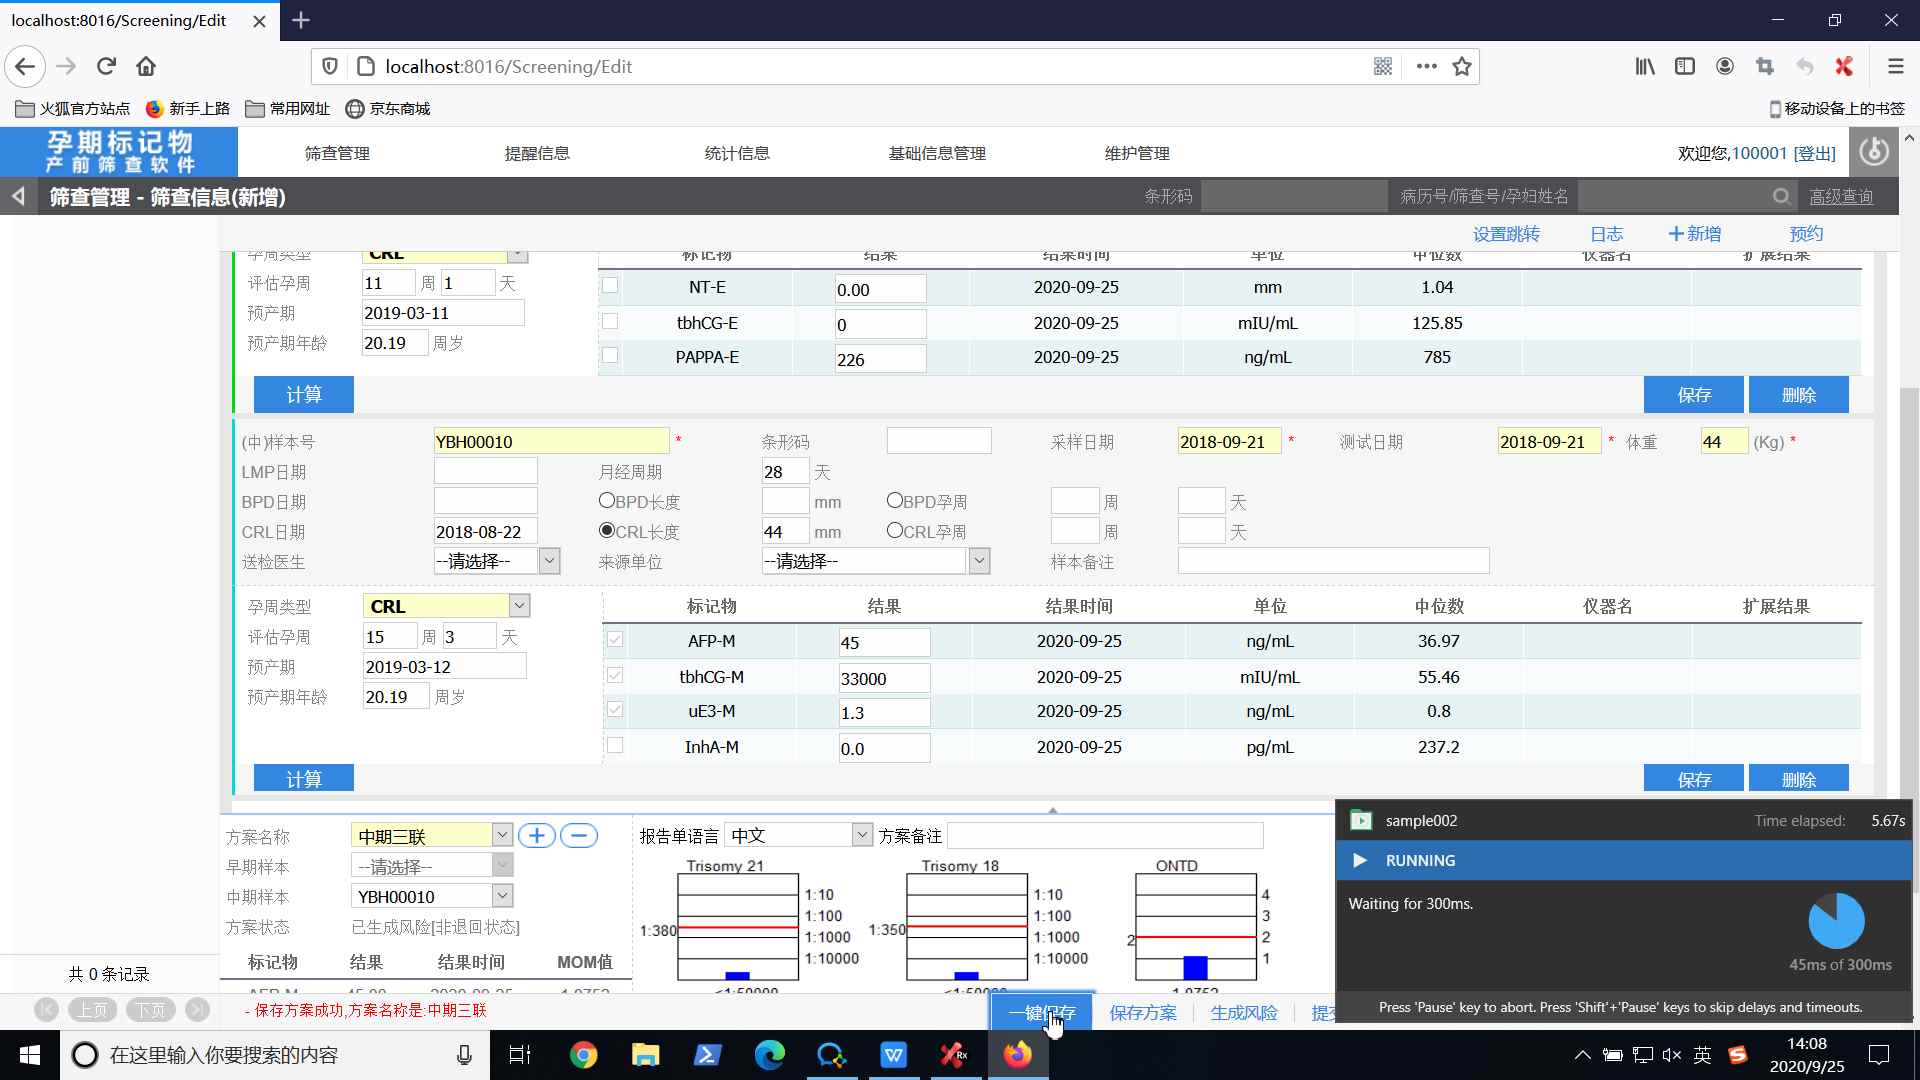 localhost:8016/Screening/Edit
localhost:8016/Screening/Edit
火狐官方站点 新手上路 常用网址 京东商城 移动设备上的书签
孕期标记物
产前筛查软件
筛查管理 提醒信息 统计信息 基础信息管理 维护管理 欢迎您,100001 [登出]
筛查管理 - 筛查信息(新增) 条形码 病历号/筛查号/孕妇姓名 高级查询
设置跳转 日志 +新增 预约
孕周类型 CRL 标记物 结果 结果时间 单位 中位数 仪器名 扩展结果
评估孕周 11 周 1 天 NT-E 0.00 2020-09-25 mm 1.04
预产期 2019-03-11 tbhCG-E 0 2020-09-25 mIU/mL 125.85
预产期年龄 20.19 周岁 PAPPA-E 226 2020-09-25 ng/mL 785
计算 保存 删除
(中)样本号 YBH00010 * 条形码 采样日期 2018-09-21 * 测试日期 2018-09-21 * 体重 44 (Kg) *
LMP日期 月经周期 28 天
BPD日期 BPD长度 mm BPD孕周 周 天
CRL日期 2018-08-22 CRL长度 44 mm CRL孕周 周 天
送检医生 --请选择-- 来源单位 --请选择-- 样本备注
孕周类型 CRL 标记物 结果 结果时间 单位 中位数 仪器名 扩展结果
评估孕周 15 周 3 天 AFP-M 45 2020-09-25 ng/mL 36.97
预产期 2019-03-12 tbhCG-M 33000 2020-09-25 mIU/mL 55.46
预产期年龄 20.19 周岁 uE3-M 1.3 2020-09-25 ng/mL 0.8
InhA-M 0.0 2020-09-25 pg/mL 237.2
计算 保存 删除
方案名称 中期三联 报告单语言 中文 方案备注
早期样本 --请选择--
中期样本 YBH00010
方案状态 已生成风险[非退回状态]
标记物 结果 结果时间 MOM值
AFP-M 45.00 2020-09-25 1.0752
Trisomy 21 Trisomy 18 ONTD
1:10 1:10 4
1:100 1:100 3
1:380 1:350 2
1:1000 1:1000 2
1:10000 1:10000 1
<1:50000 <1:50000 1.0752
sample002 Time elapsed: 5.67s
RUNNING
Waiting for 300ms.
45ms of 300ms
Press 'Pause' key to abort. Press 'Shift'+'Pause' keys to skip delays and timeouts.
共 0 条记录
上页 下页
- 保存方案成功,方案名称是:中期三联 一键保存 保存方案 生成风险 提交
在这里输入你要搜索的内容
英
14:08
2020/9/25